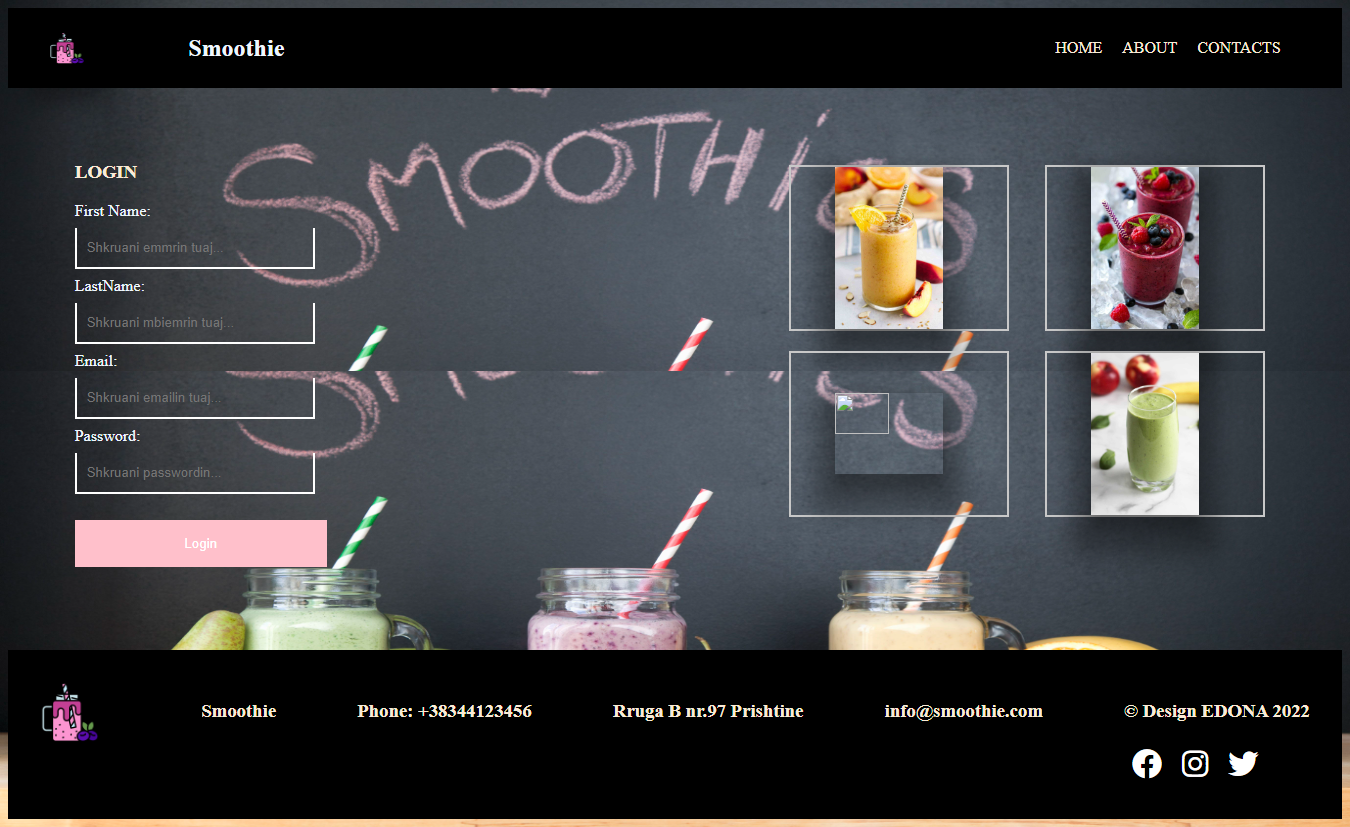 Smoothie
HOME ABOUT CONTACTS
SMOOTHIES
LOGIN
First Name:
Shkruani emmrin tuaj...
LastName:
Shkruani mbiemrin tuaj...
Email:
Shkruani emailin tuaj...
Password:
Shkruani passwordin...
Login
Smoothie
Phone: +38344123456
Rruga B nr.97 Prishtine
info@smoothie.com
© Design EDONA 2022